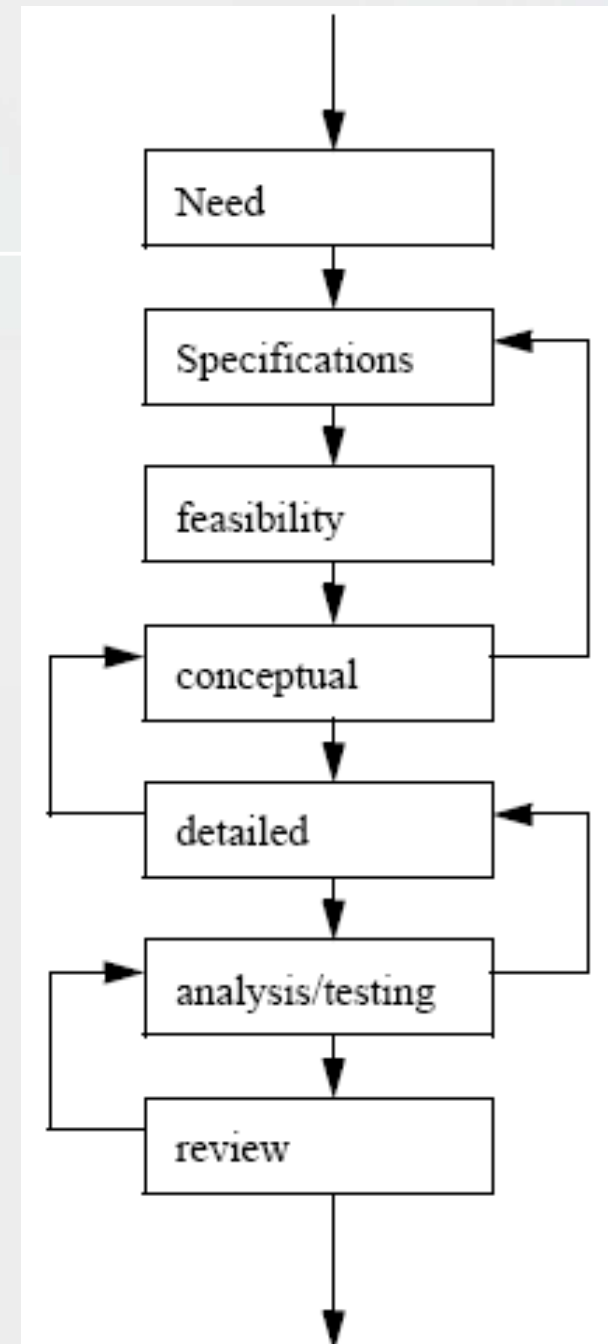 Need
Specifications
feasibility
conceptual
detailed
analysis/testing
review